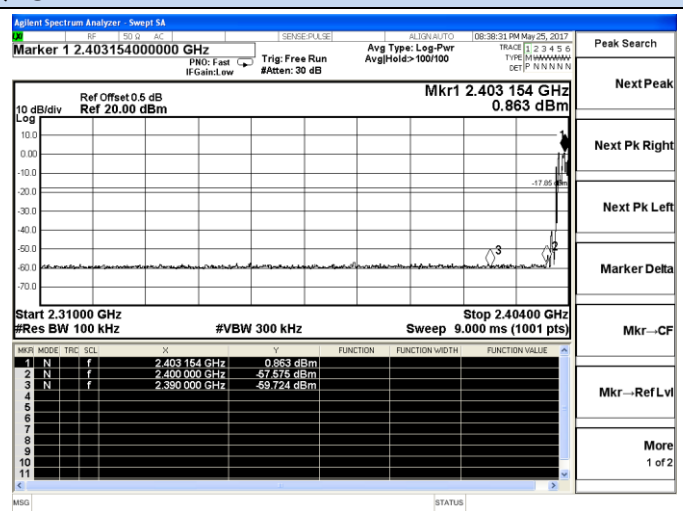 Agilent Spectrum Analyzer - Swept SA
RF 50 Ω AC SENSE:PULSE ALIGN AUTO 08:38:31 PM May 25, 2017
Marker 1 2.403154000000 GHz
PNO: Fast
IFGain:Low
Trig: Free Run
#Atten: 30 dB
Avg Type: Log-Pwr
Avg|Hold:>100/100
TRACE 1 2 3 4 5 6
TYPE MWWWWW
DET P N N N N N
Peak Search
Ref Offset 0.5 dB
10 dB/div Ref 20.00 dBm
Log
Mkr1 2.403 154 GHz
0.863 dBm
10.0
0.00
-10.0
-20.0
-30.0
-40.0
-50.0
-60.0
-70.0
1
-17.85 dBm
3
2
Start 2.31000 GHz Stop 2.40400 GHz
#Res BW 100 kHz #VBW 300 kHz Sweep 9.000 ms (1001 pts)
MKR MODE TRC SCL X Y FUNCTION FUNCTION WIDTH FUNCTION VALUE
1 N f 2.403 154 GHz 0.863 dBm
2 N f 2.400 000 GHz -57.575 dBm
3 N f 2.390 000 GHz -59.724 dBm
4
5
6
7
8
9
10
11
MSG STATUS
Next Peak
Next Pk Right
Next Pk Left
Marker Delta
Mkr→CF
Mkr→Ref Lvl
More
1 of 2